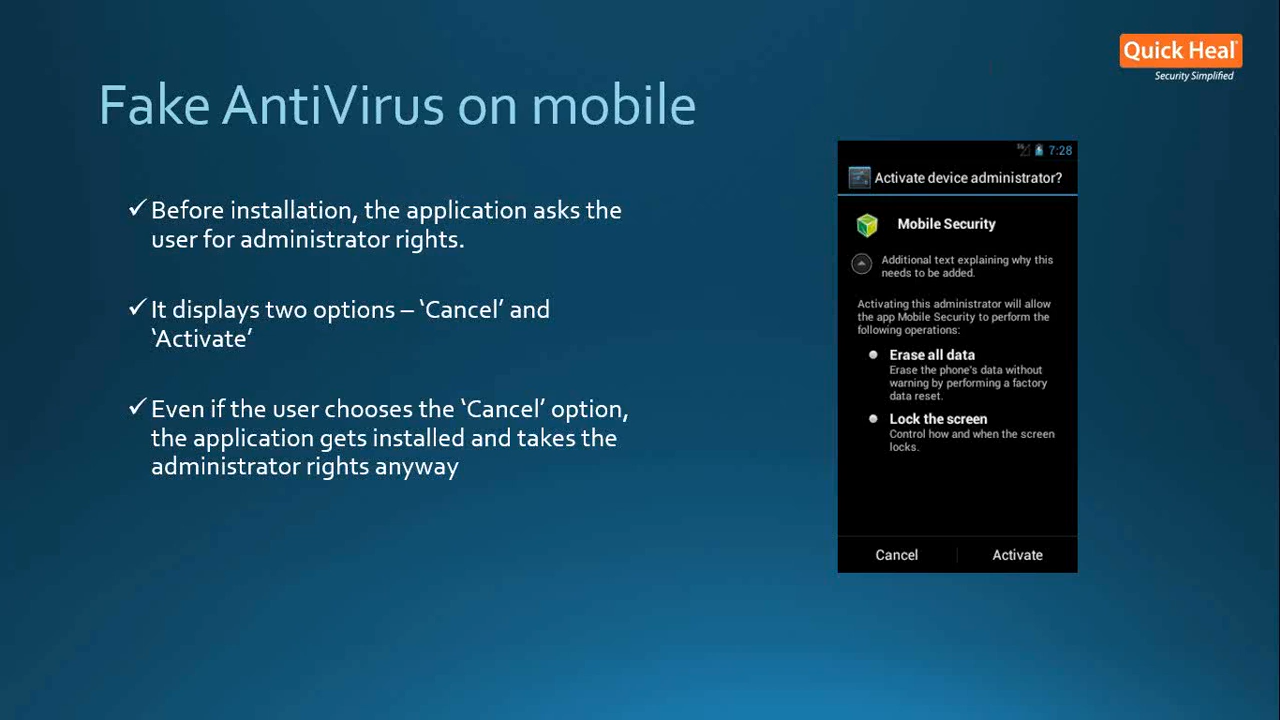 Quick Heal
Security Simplified
Fake AntiVirus on mobile
✓Before installation, the application asks the
user for administrator rights.
✓It displays two options – ‘Cancel’ and
‘Activate’
✓Even if the user chooses the ‘Cancel’ option,
the application gets installed and takes the
administrator rights anyway
7:28
Activate device administrator?
Mobile Security
Additional text explaining why this
needs to be added.
Activating this administrator will allow
the app Mobile Security to perform the
following operations:
Erase all data
Erase the phone's data without
warning by performing a factory
data reset.
Lock the screen
Control how and when the screen
locks.
Cancel
Activate